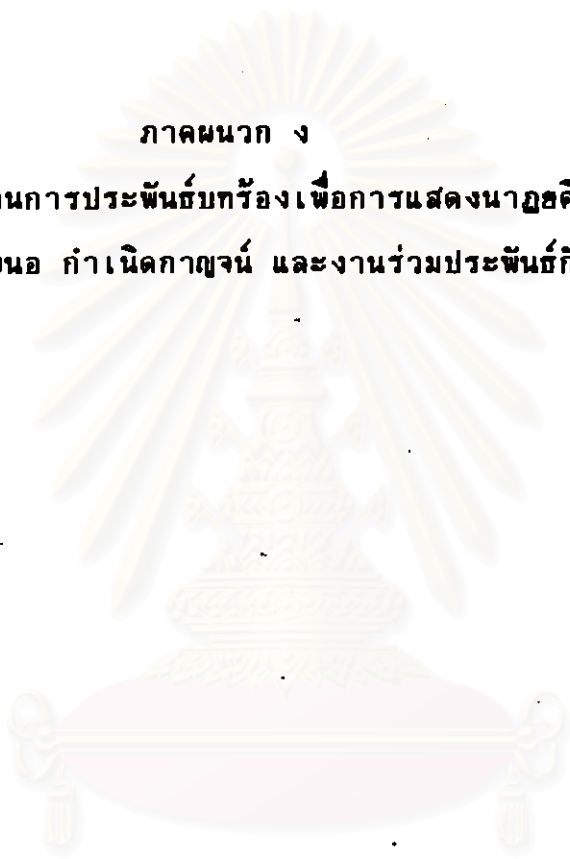 ภาคผนวก ง
นการประพันธ์บทร้องเพื่อการแสดงนาฏยศิ
นอ กำเนิดกาญจน์ และงานร่วมประพันธ์กั